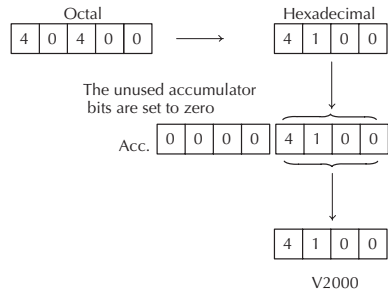 Octal
Hexadecimal
4 0 4 0 0
4 1 0 0
The unused accumulator
bits are set to zero
Acc. 0 0 0 0 4 1 0 0
4 1 0 0
V2000